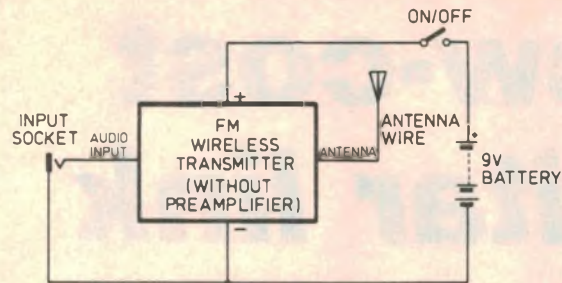 ON/OFF
+
INPUT
SOCKET
AUDIO
INPUT
FM
WIRELESS
TRANSMITTER
(WITHOUT
PREAMPLIFIER)
ANTENNA
ANTENNA
WIRE
+
9V
BATTERY
−